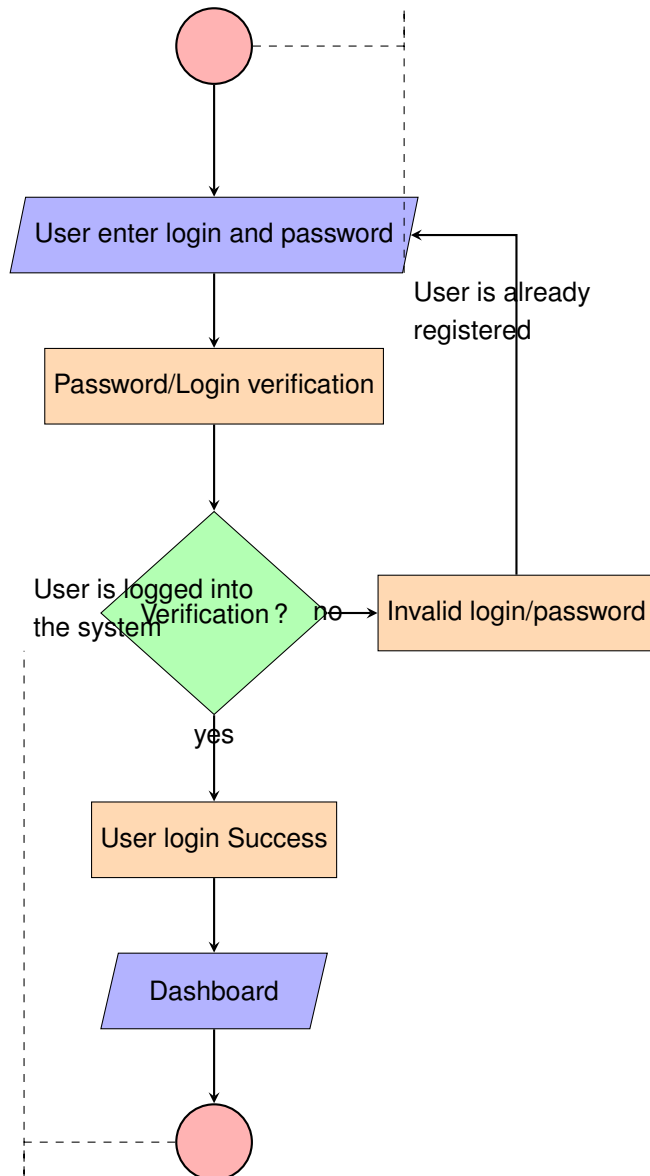 User enter login and password
User is already
registered
Password/Login verification
User is logged into
the system
Verification ?
no
Invalid login/password
yes
User login Success
Dashboard